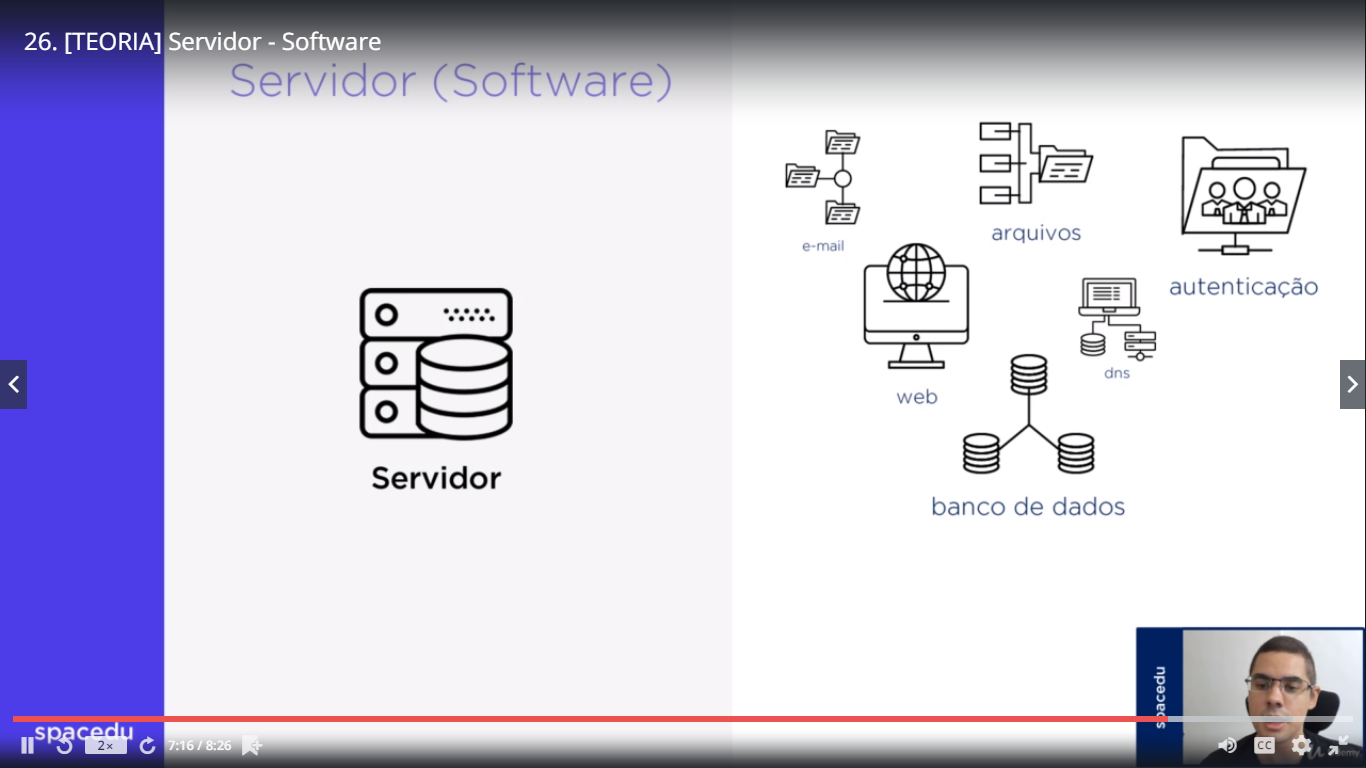 26. [TEORIA] Servidor - Software
Servidor (Software)
e-mail
arquivos
autenticação
web
dns
banco de dados
Servidor
spacedu
spacedu
2×
7:16 / 8:26
CC